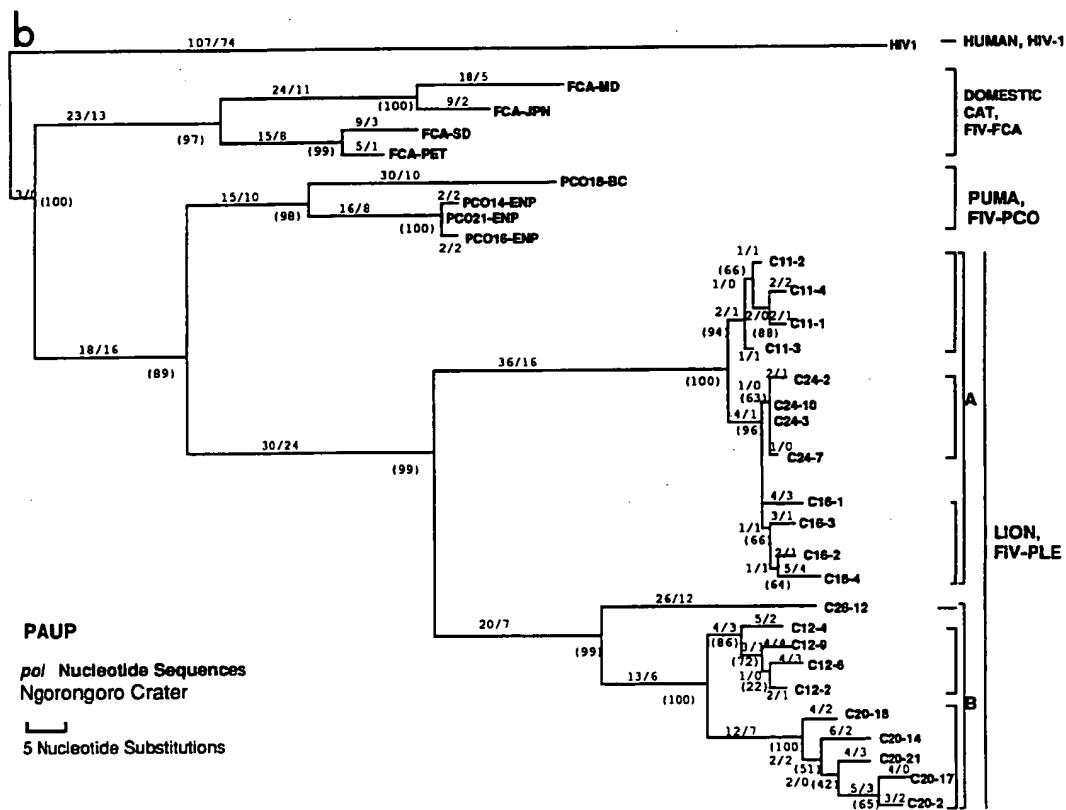 b
107/74
HIV1
HUMAN, HIV-1
18/5
FCA-MD
24/11
(100)
9/2
FCA-JPN
23/13
(97)
9/3
FCA-SD
15/8
(99)
5/1
FCA-PET
DOMESTIC
CAT,
FIV-FCA
(100)
30/10
PCO18-BC
15/10
(98)
2/2
PCO14-ENP
16/8
PCO21-ENP
(100)
PCO16-ENP
2/2
PUMA,
FIV-PCO
1/1
C11-2
(66)
1/0
2/2
C11-4
2/1
2/0
2/1
C11-1
(94)
(88)
C11-3
1/1
18/16
(89)
36/16
(100)
2/1
C24-2
1/0
(63)
C24-10
4/1
C24-3
(96)
1/0
C24-7
A
30/24
(99)
4/3
C16-1
3/1
C16-3
1/1
(66)
2/1
C16-2
1/1
5/4
(64)
C16-4
LION,
FIV-PLE
26/12
C26-12
20/7
(99)
5/2
C12-4
4/3
(86)
4/4
C12-9
(72)
4/3
C12-6
1/0
(22)
C12-2
2/1
13/6
(100)
B
4/2
C20-18
12/7
(100)
6/2
C20-14
2/2
(51)
4/3
C20-21
2/0
(42)
4/0
C20-17
5/3
(65)
3/2
C20-2
PAUP
pol Nucleotide Sequences
Ngorongoro Crater
5 Nucleotide Substitutions